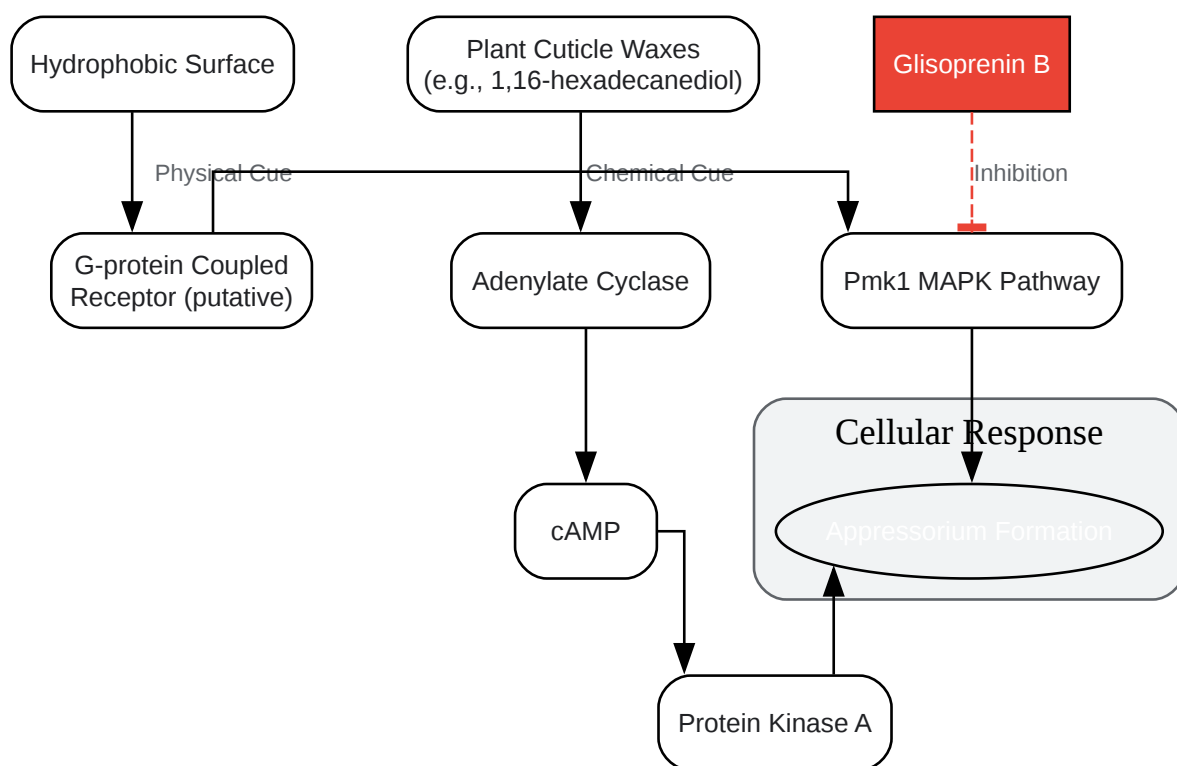 Hydrophobic Surface
Plant Cuticle Waxes
(e.g., 1,16-hexadecanediol)
Glisoprenin B
Physical Cue
Chemical Cue
Inhibition
G-protein Coupled
Receptor (putative)
Adenylate Cyclase
Pmk1 MAPK Pathway
Cellular Response
cAMP
Appressorium Formation
Protein Kinase A